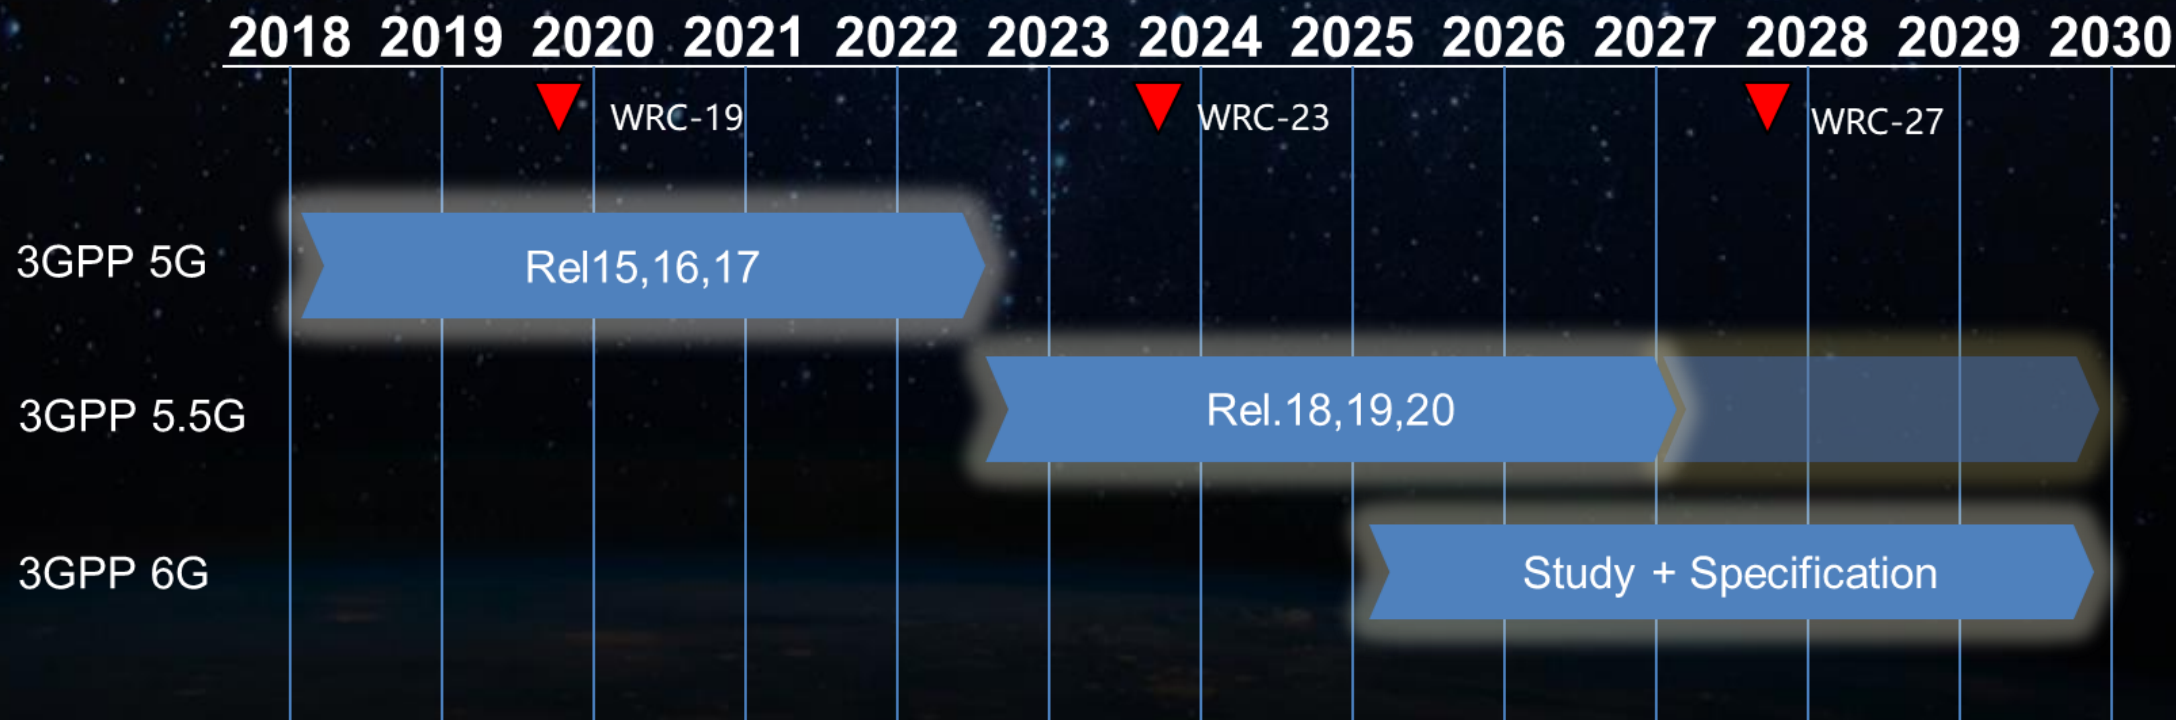 2018 2019 2020 2021 2022 2023 2024 2025 2026 2027 2028 2029 2030
WRC-19 WRC-23 WRC-27
3GPP 5G Rel15,16,17
3GPP 5.5G Rel.18,19,20
3GPP 6G Study + Specification